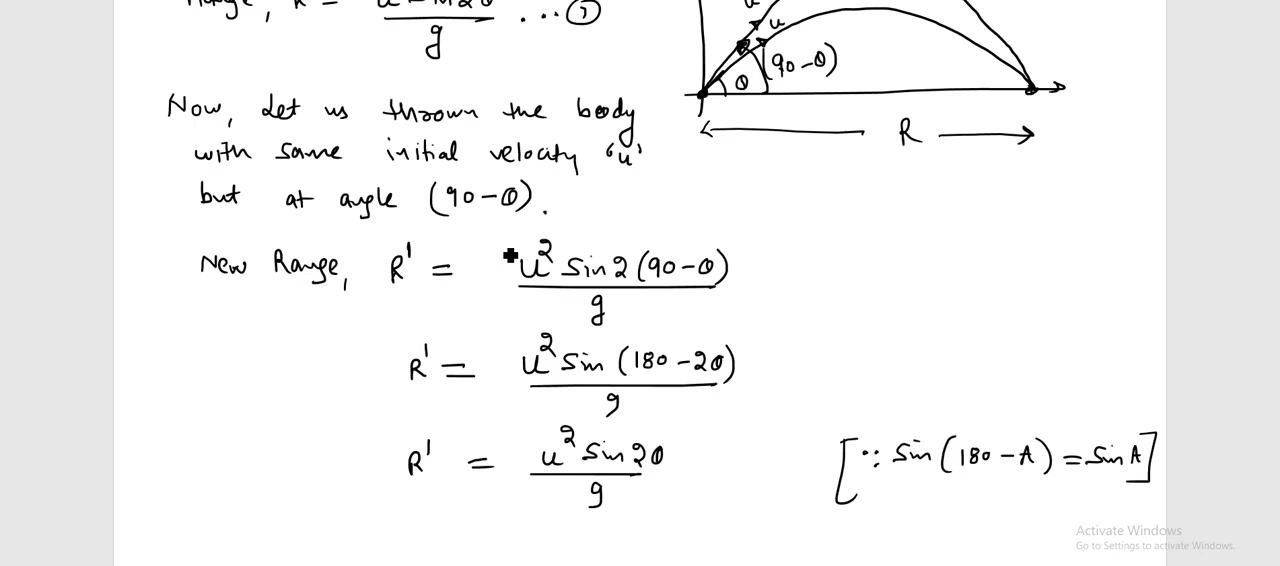 g ... ①
u
u
θ (90-θ)
Now, Let us thrown the body
R
with same initial velocity 'u'
but at angle (90-θ).
New Range, R' = u² sin 2 (90-θ)
g
R' = u² sin (180-2θ)
g
R' = u² sin 2θ [∵ sin (180-A) = sin A]
g
Activate Windows
Go to Settings to activate Windows.